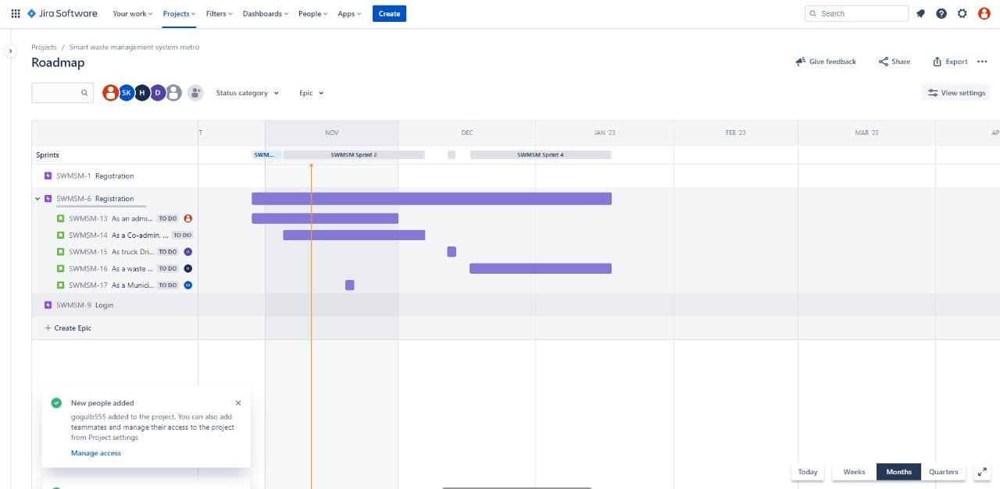 Jira Software Your work Projects Filters Dashboards People Apps Create Search
Projects / Smart waste management system metro
Roadmap Give feedback Share Export
SK H D Status category Epic View settings
T NOV DEC JAN '23 FEB '23 MAR '23 AP
Sprints SWM... SWMSM Sprint 2 SWMSM Sprint 4
SWMSM-1 Registration
SWMSM-6 Registration
SWMSM-13 As an admi... TO DO
SWMSM-14 As a Co-admin, ... TO DO
SWMSM-15 As truck Dri... TO DO D
SWMSM-16 As a waste ... TO DO H
SWMSM-17 As a Munici... TO DO SK
SWMSM-9 Login
+ Create Epic
New people added
gogulb555 added to the project. You can also add
teammates and manage their access to the project
from Project settings
Manage access
Today Weeks Months Quarters